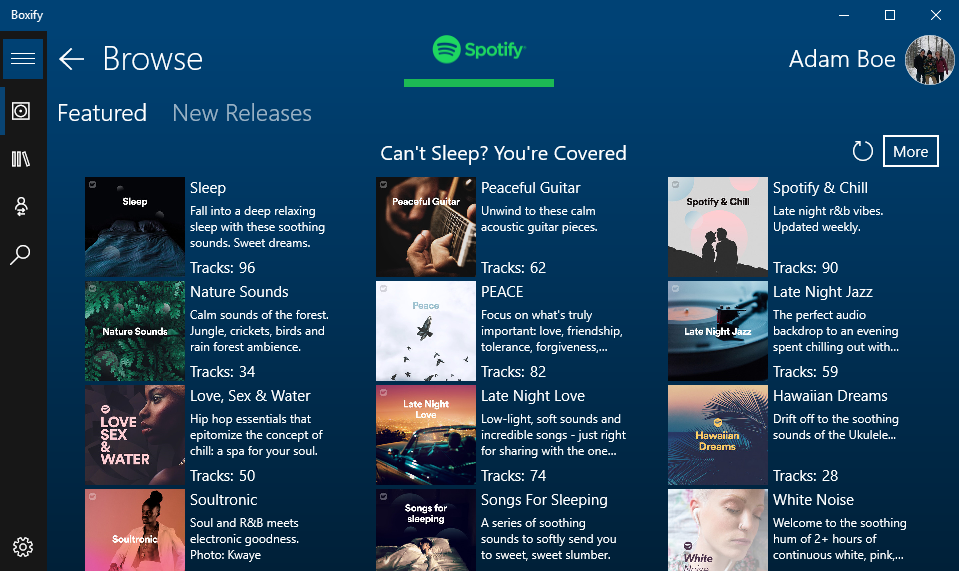 Boxify
Browse
Spotify
Adam Boe
Featured
New Releases
Can't Sleep? You're Covered
More
Sleep
Sleep
Fall into a deep relaxing
sleep with these soothing
sounds. Sweet dreams.
Tracks: 96
Peaceful Guitar
Peaceful Guitar
Unwind to these calm
acoustic guitar pieces.
Tracks: 62
Spotify & Chill
Spotify & Chill
Late night r&b vibes.
Updated weekly.
Tracks: 90
Nature Sounds
Nature Sounds
Calm sounds of the forest.
Jungle, crickets, birds and
rain forest ambience.
Tracks: 34
Peace
PEACE
Focus on what's truly
important: love, friendship,
tolerance, forgiveness,...
Tracks: 82
Late Night Jazz
Late Night Jazz
The perfect audio
backdrop to an evening
spent chilling out with...
Tracks: 59
LOVE
SEX
&
WATER
Love, Sex & Water
Hip hop essentials that
epitomize the concept of
chill: a spa for your soul.
Tracks: 50
Late Night
Love
Late Night Love
Low-light, soft sounds and
incredible songs - just right
for sharing with the one...
Tracks: 74
Hawaiian
Dreams
Hawaiian Dreams
Drift off to the soothing
sounds of the Ukulele...
Tracks: 28
Soultronic
Soultronic
Soul and R&B meets
electronic goodness.
Photo: Kwaye
Songs for
sleeping
Songs For Sleeping
A series of soothing
sounds to softly send you
to sweet, sweet slumber.
White
Noise
White Noise
Welcome to the soothing
hum of 2+ hours of
continuous white, pink,...